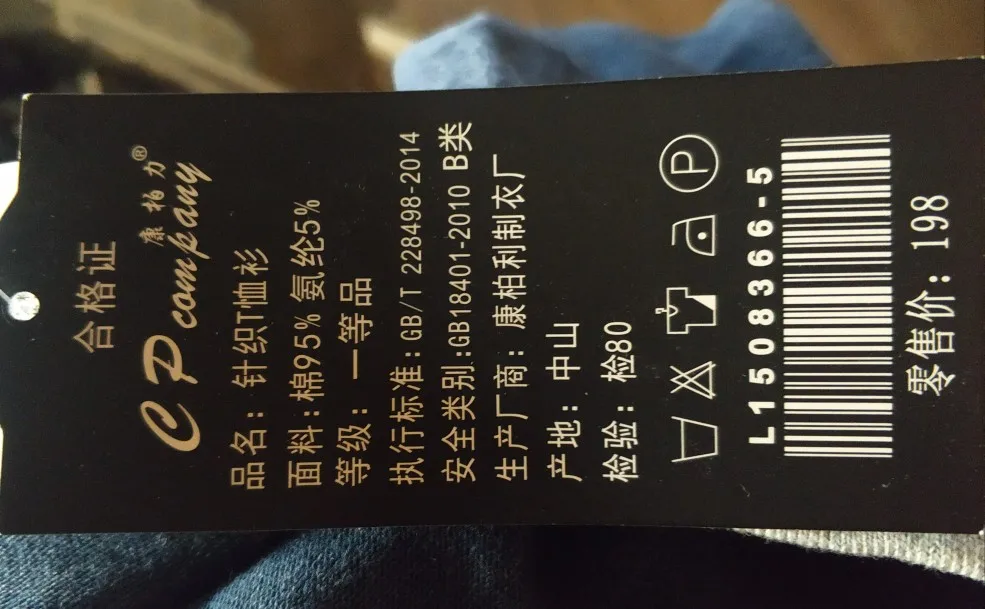 合格证
康柏力®
CP company
品名：针织T恤衫
面料：棉95% 氨纶5%
等级：一等品
执行标准：GB/T 228498-2014
安全类别：GB18401-2010 B类
生产厂商：康柏利制衣厂
产地：中山
检验：检80
P
L1508366-5
零售价：198